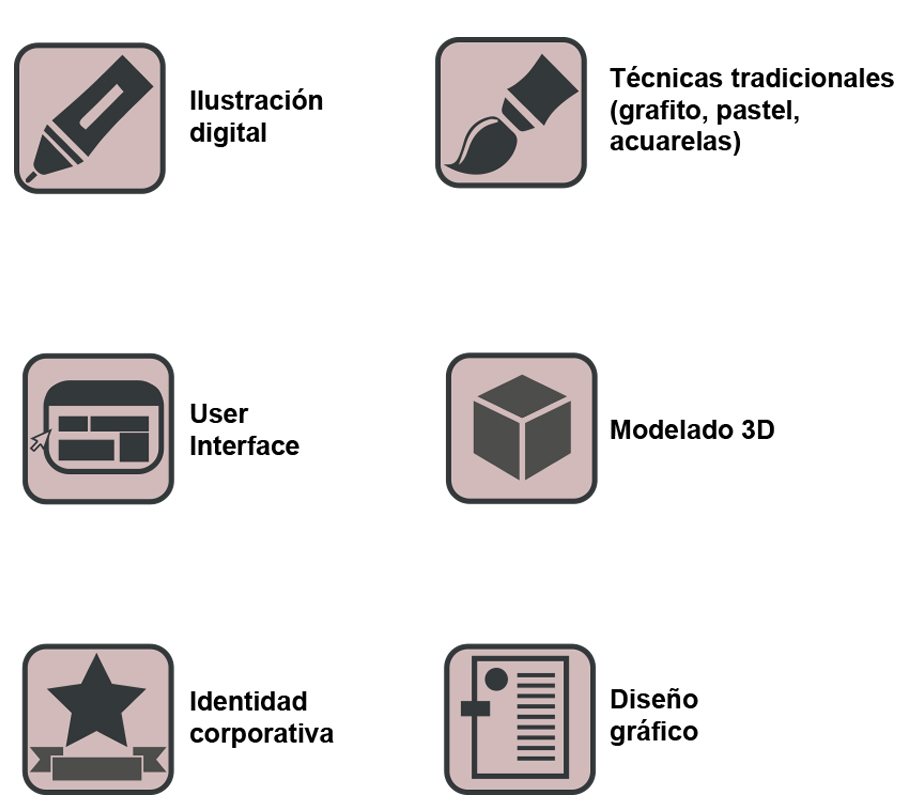 Ilustración
digital
Técnicas tradicionales
(grafito, pastel,
acuarelas)
User
Interface
Modelado 3D
Identidad
corporativa
Diseño
gráfico